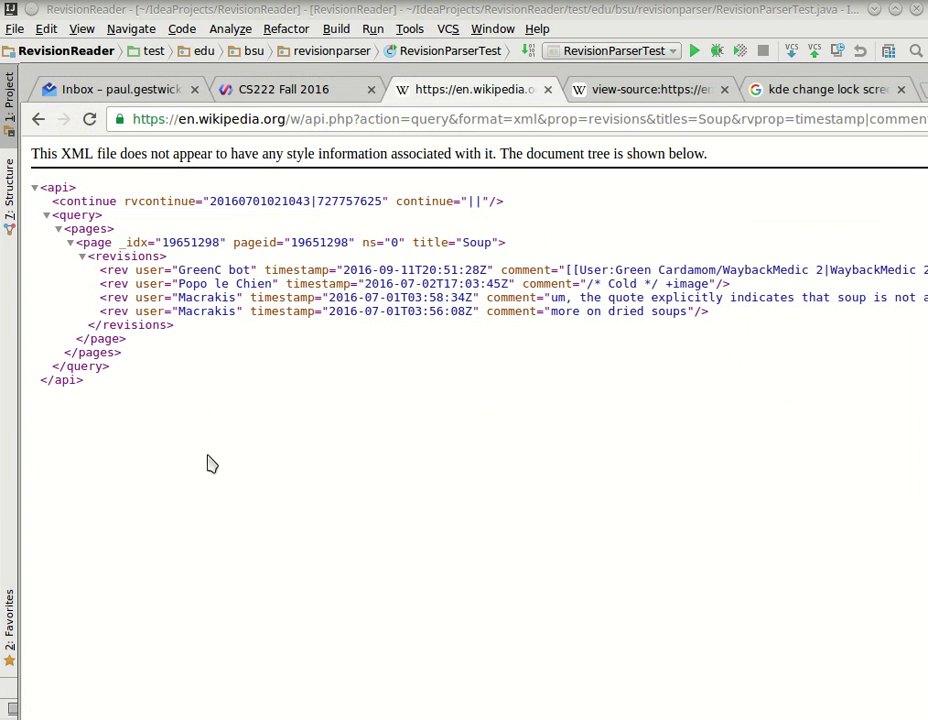 RevisionReader - [~/IdeaProjects/RevisionReader] - [RevisionReader] - ~/IdeaProjects/RevisionReader/test/edu/bsu/revisionparser/RevisionParserTest.java - I...
File Edit View Navigate Code Analyze Refactor Build Run Tools VCS Window Help
RevisionReader test edu bsu revisionparser RevisionParserTest RevisionParserTest VCS VCS
1: Project
7: Structure
2: Favorites
Inbox – paul.gestwick CS222 Fall 2016 https://en.wikipedia.o view-source:https://en kde change lock scre
https://en.wikipedia.org/w/api.php?action=query&format=xml&prop=revisions&titles=Soup&rvprop=timestamp|commen
This XML file does not appear to have any style information associated with it. The document tree is shown below.
<api>
<continue rvcontinue="20160701021043|727757625" continue="||"/>
<query>
<pages>
<page _idx="19651298" pageid="19651298" ns="0" title="Soup">
<revisions>
<rev user="GreenC bot" timestamp="2016-09-11T20:51:28Z" comment="[[User:Green Cardamom/WaybackMedic 2|WaybackMedic 2
<rev user="Popo le Chien" timestamp="2016-07-02T17:03:45Z" comment="/* Cold */ +image"/>
<rev user="Macrakis" timestamp="2016-07-01T03:58:34Z" comment="um, the quote explicitly indicates that soup is not a
<rev user="Macrakis" timestamp="2016-07-01T03:56:08Z" comment="more on dried soups"/>
</revisions>
</page>
</pages>
</query>
</api>